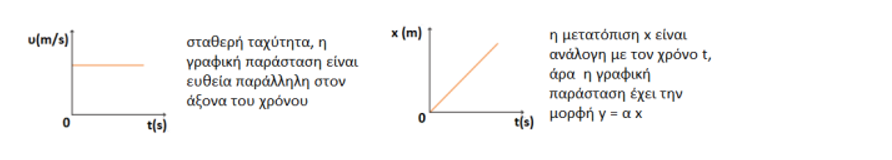 υ(m/s)
σταθερή ταχύτητα, η
γραφική παράσταση είναι
ευθεία παράλληλη στον
άξονα του χρόνου
0
t(s)
x (m)
η μετατόπιση x είναι
ανάλογη με τον χρόνο t,
άρα η γραφική
παράσταση έχει την
μορφή y = α x
0
t(s)